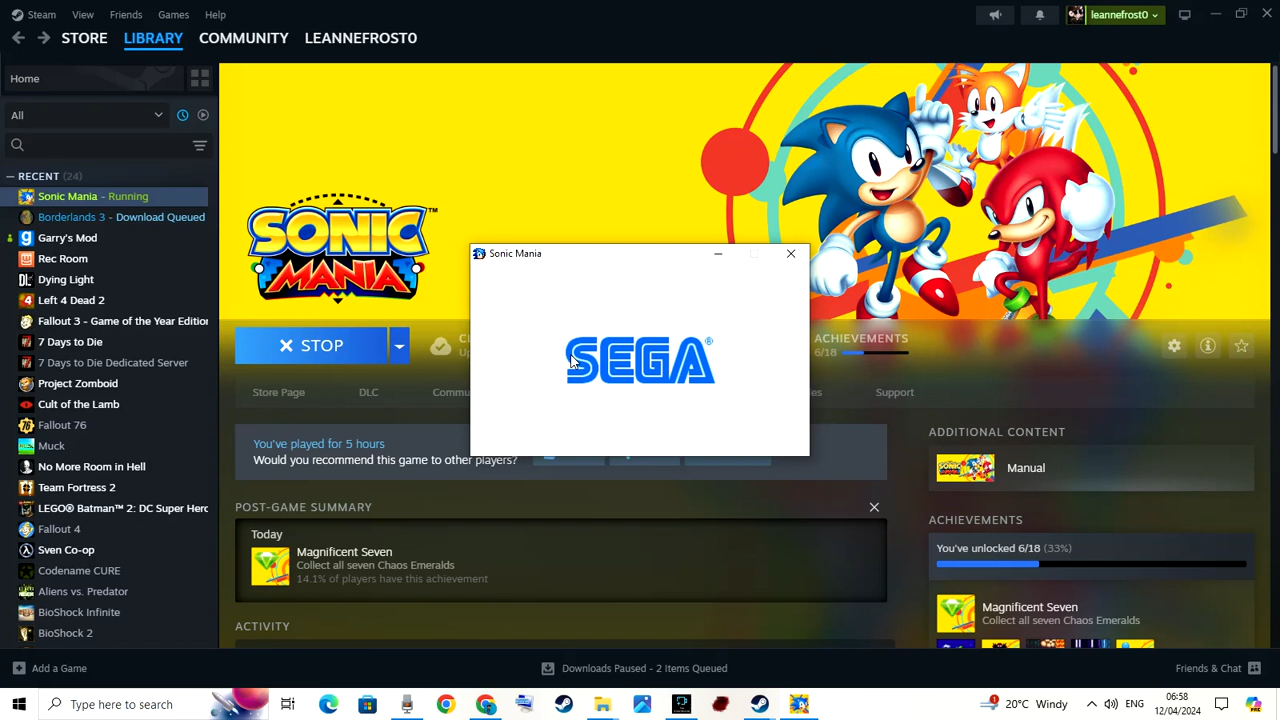 Steam View Friends Games Help
leannefrost0
STORE LIBRARY COMMUNITY LEANNEFROST0
Home
All
RECENT (24)
Sonic Mania - Running
Borderlands 3 - Download Queued
Garry's Mod
Rec Room
Dying Light
Left 4 Dead 2
Fallout 3 - Game of the Year Edition
7 Days to Die
7 Days to Die Dedicated Server
Project Zomboid
Cult of the Lamb
Fallout 76
Muck
No More Room in Hell
Team Fortress 2
LEGO® Batman™ 2: DC Super Herc
Fallout 4
Sven Co-op
Codename CURE
Aliens vs. Predator
BioShock Infinite
BioShock 2
SONIC
MANIA
TM
Sonic Mania
SEGA®
STOP
ACHIEVEMENTS
6/18
Store Page DLC
Support
You've played for 5 hours
Would you recommend this game to other players?
POST-GAME SUMMARY
Today
Magnificent Seven
Collect all seven Chaos Emeralds
14.1% of players have this achievement
ACTIVITY
ADDITIONAL CONTENT
Manual
ACHIEVEMENTS
You've unlocked 6/18 (33%)
Magnificent Seven
Collect all seven Chaos Emeralds
Add a Game
Downloads Paused - 2 Items Queued
Friends & Chat
Type here to search
20°C Windy
ENG
06:58
12/04/2024